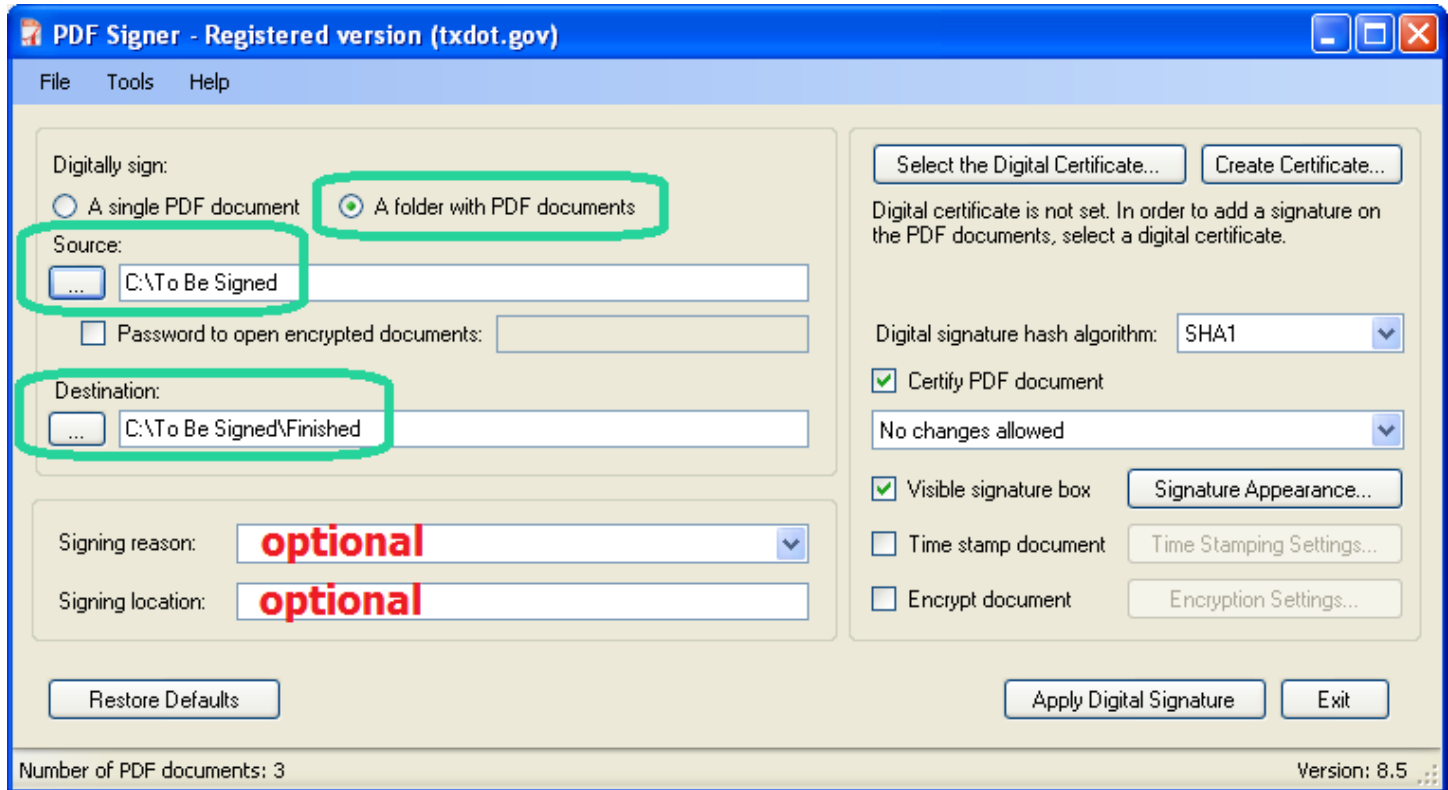 PDF Signer - Registered version (txdot.gov)
File Tools Help
Digitally sign:
A single PDF document A folder with PDF documents
Source:
... C:\To Be Signed
Password to open encrypted documents:
Destination:
... C:\To Be Signed\Finished
Signing reason: optional
Signing location: optional
Select the Digital Certificate... Create Certificate...
Digital certificate is not set. In order to add a signature on
the PDF documents, select a digital certificate.
Digital signature hash algorithm: SHA1
Certify PDF document
No changes allowed
Visible signature box Signature Appearance...
Time stamp document Time Stamping Settings...
Encrypt document Encryption Settings...
Restore Defaults Apply Digital Signature Exit
Number of PDF documents: 3 Version: 8.5